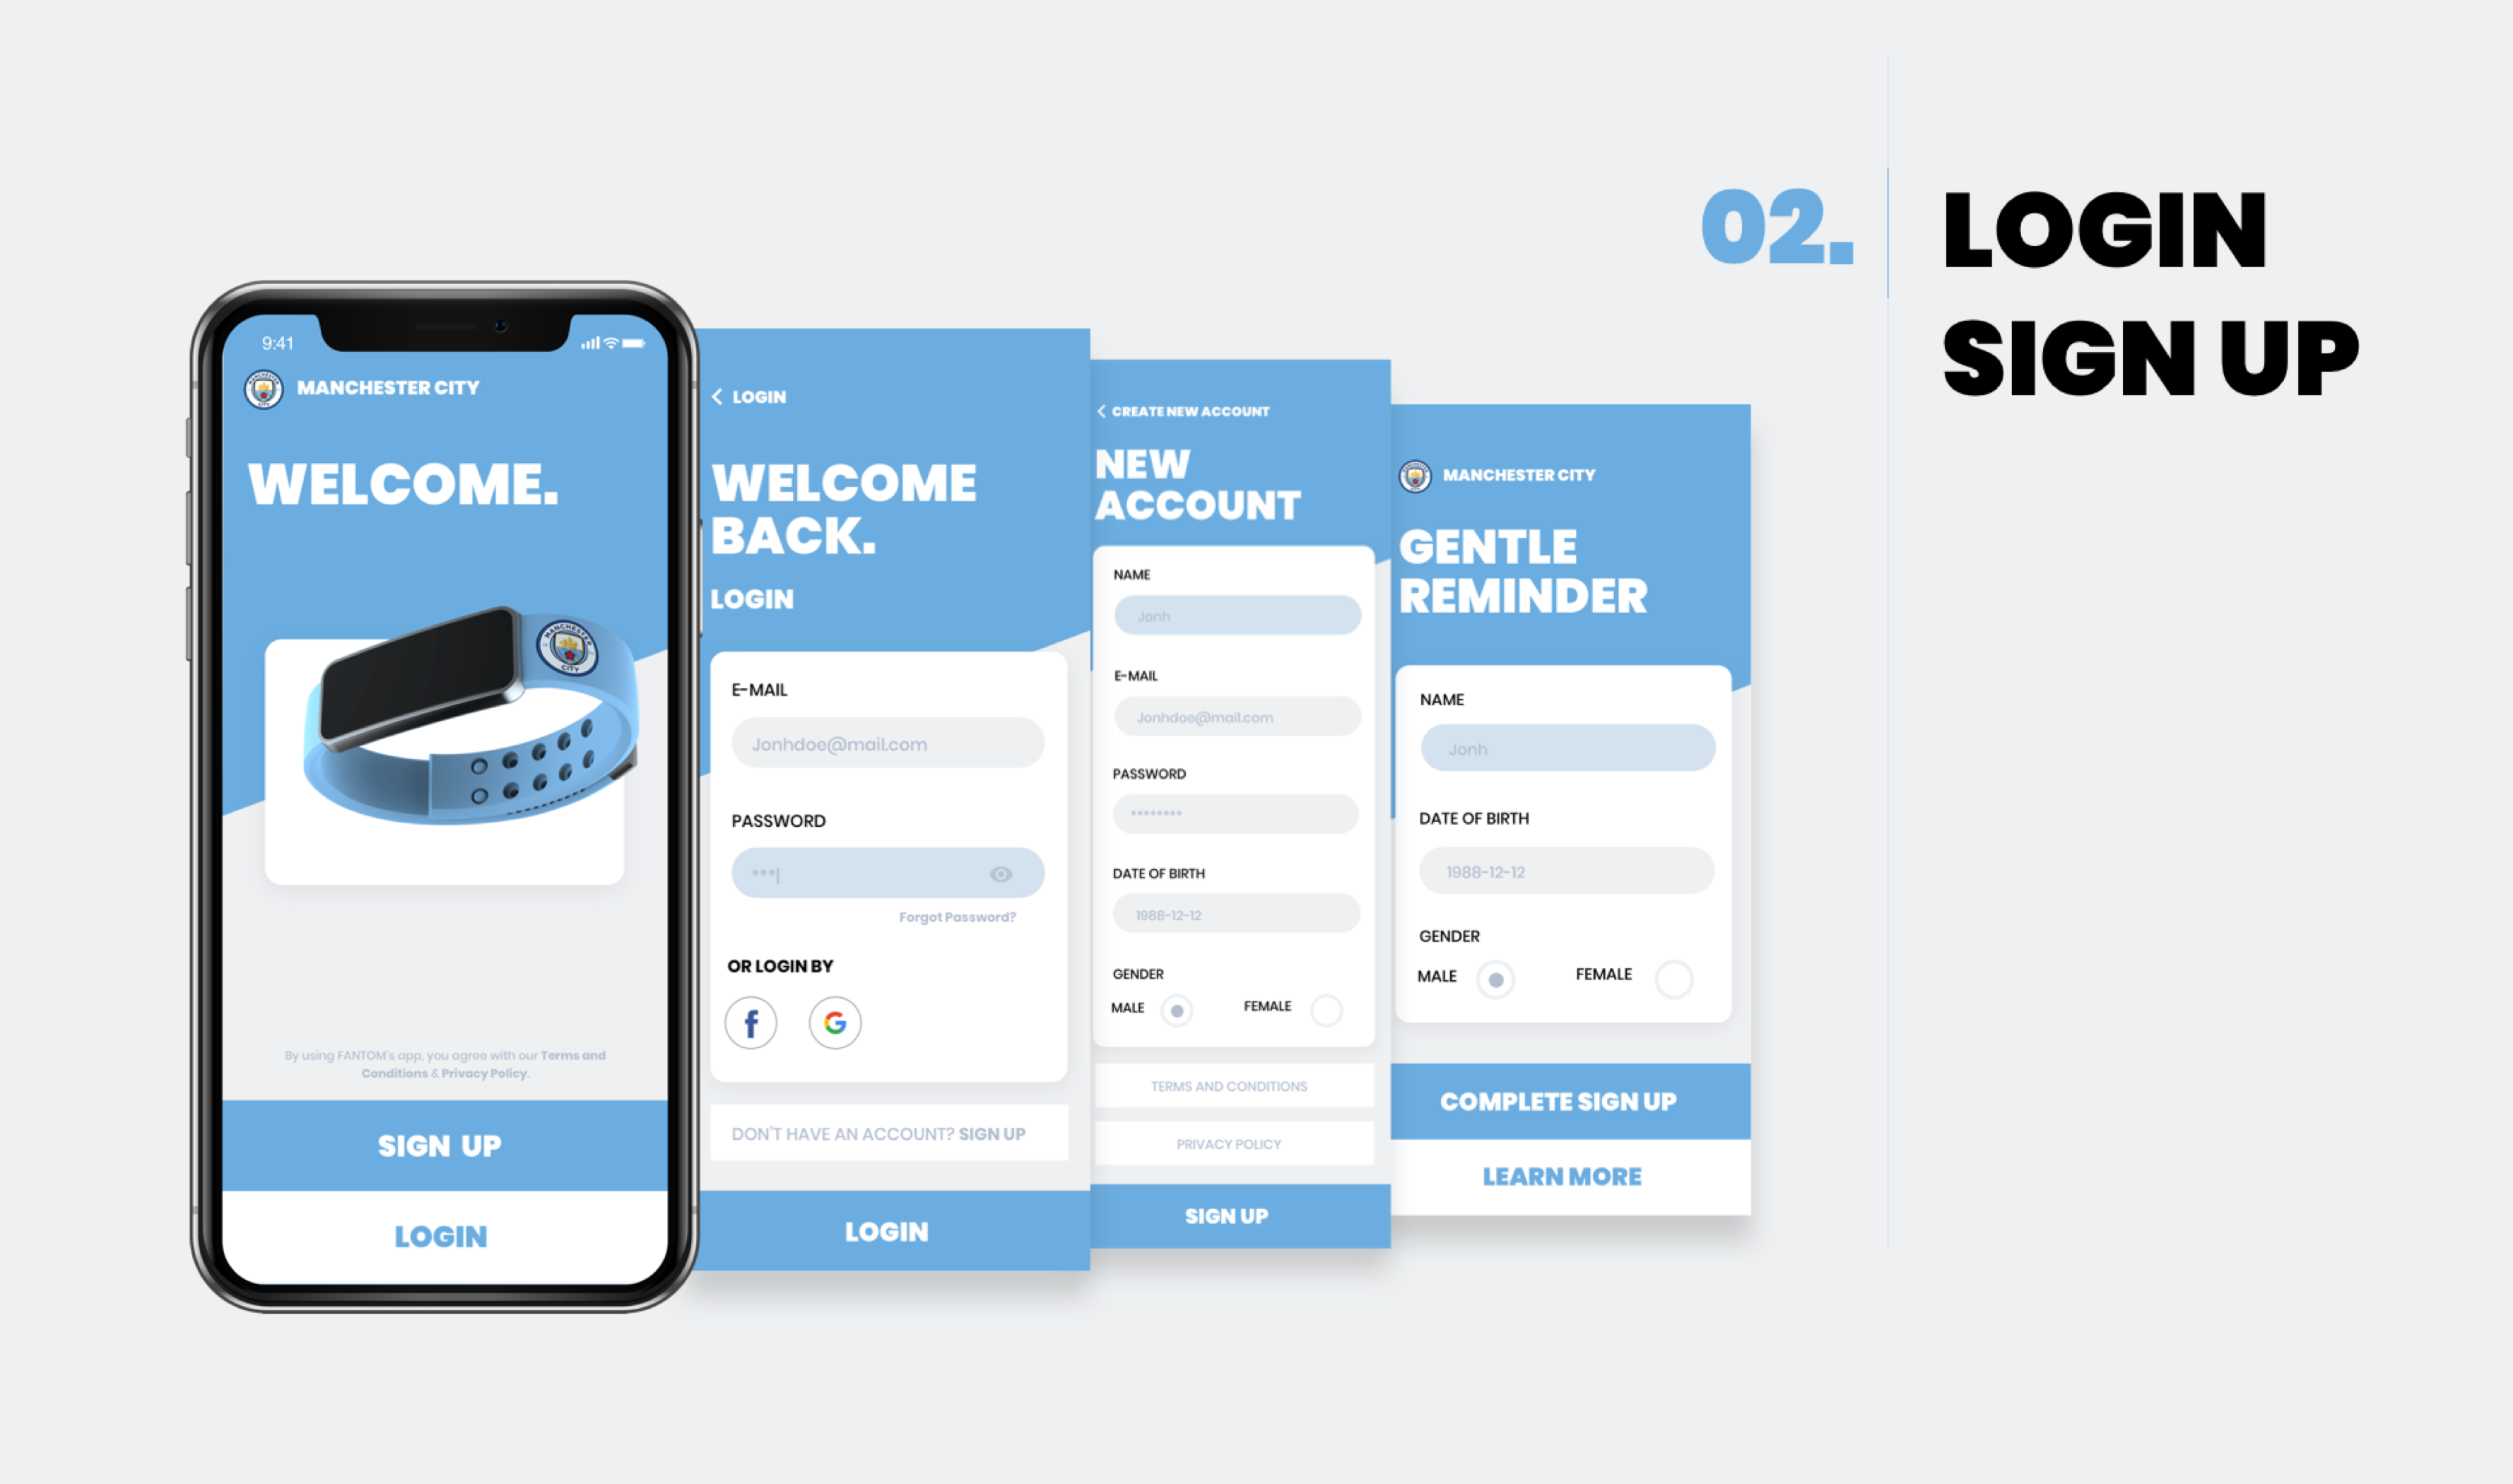 02.
LOGIN
SIGN UP
9:41
MANCHESTER CITY
WELCOME.
MANCHESTER
CITY
By using FANTOM's app, you agree with our Terms and
Conditions & Privacy Policy.
SIGN UP
LOGIN
LOGIN
WELCOME
BACK.
LOGIN
E-MAIL
Jonhdoe@mail.com
PASSWORD
***|
Forgot Password?
OR LOGIN BY
f
G
DON'T HAVE AN ACCOUNT? SIGN UP
LOGIN
CREATE NEW ACCOUNT
NEW
ACCOUNT
NAME
Jonh
E-MAIL
Jonhdoe@mail.com
PASSWORD
********
DATE OF BIRTH
1988-12-12
GENDER
MALE
FEMALE
TERMS AND CONDITIONS
PRIVACY POLICY
SIGN UP
MANCHESTER CITY
GENTLE
REMINDER
NAME
Jonh
DATE OF BIRTH
1988-12-12
GENDER
MALE
FEMALE
COMPLETE SIGN UP
LEARN MORE